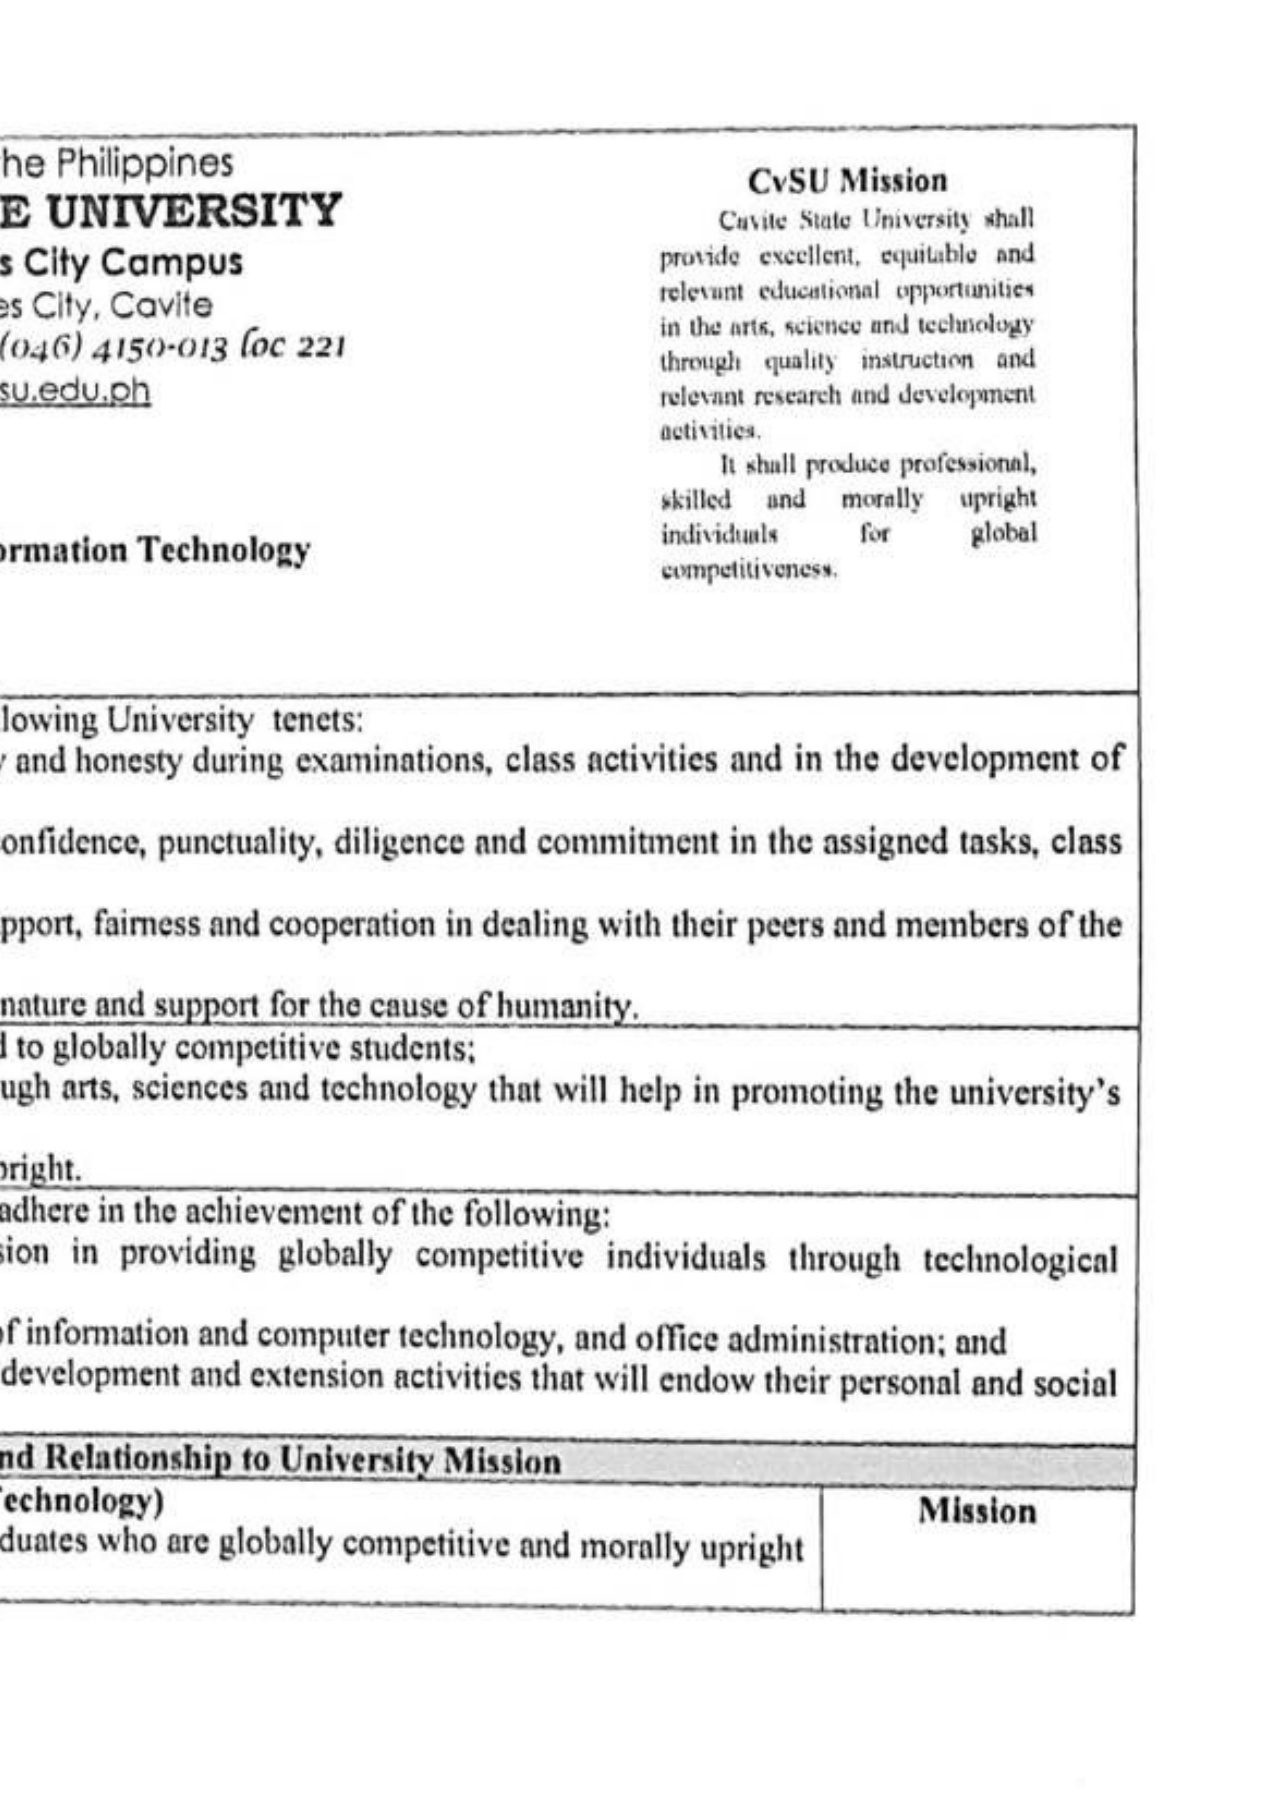 he Philippines
E UNIVERSITY
s City Campus
es City, Cavite
(046) 4150-013 loc 221
su.edu.ph
ormation Technology
CvSU Mission
Cavite State University shall
provide excellent, equitable and
relevant educational opportunities
in the arts, science and technology
through quality instruction and
relevant research and development
activities.
It shall produce professional,
skilled and morally upright
individuals for global
competitiveness.
lowing University tenets:
and honesty during examinations, class activities and in the development of
onfidence, punctuality, diligence and commitment in the assigned tasks, class
pport, fairness and cooperation in dealing with their peers and members of the
nature and support for the cause of humanity.
to globally competitive students;
ugh arts, sciences and technology that will help in promoting the university's
right.
adhere in the achievement of the following:
sion in providing globally competitive individuals through technological
f information and computer technology, and office administration; and
development and extension activities that will endow their personal and social
nd Relationship to University Mission
echnology)
Mission
duates who are globally competitive and morally upright